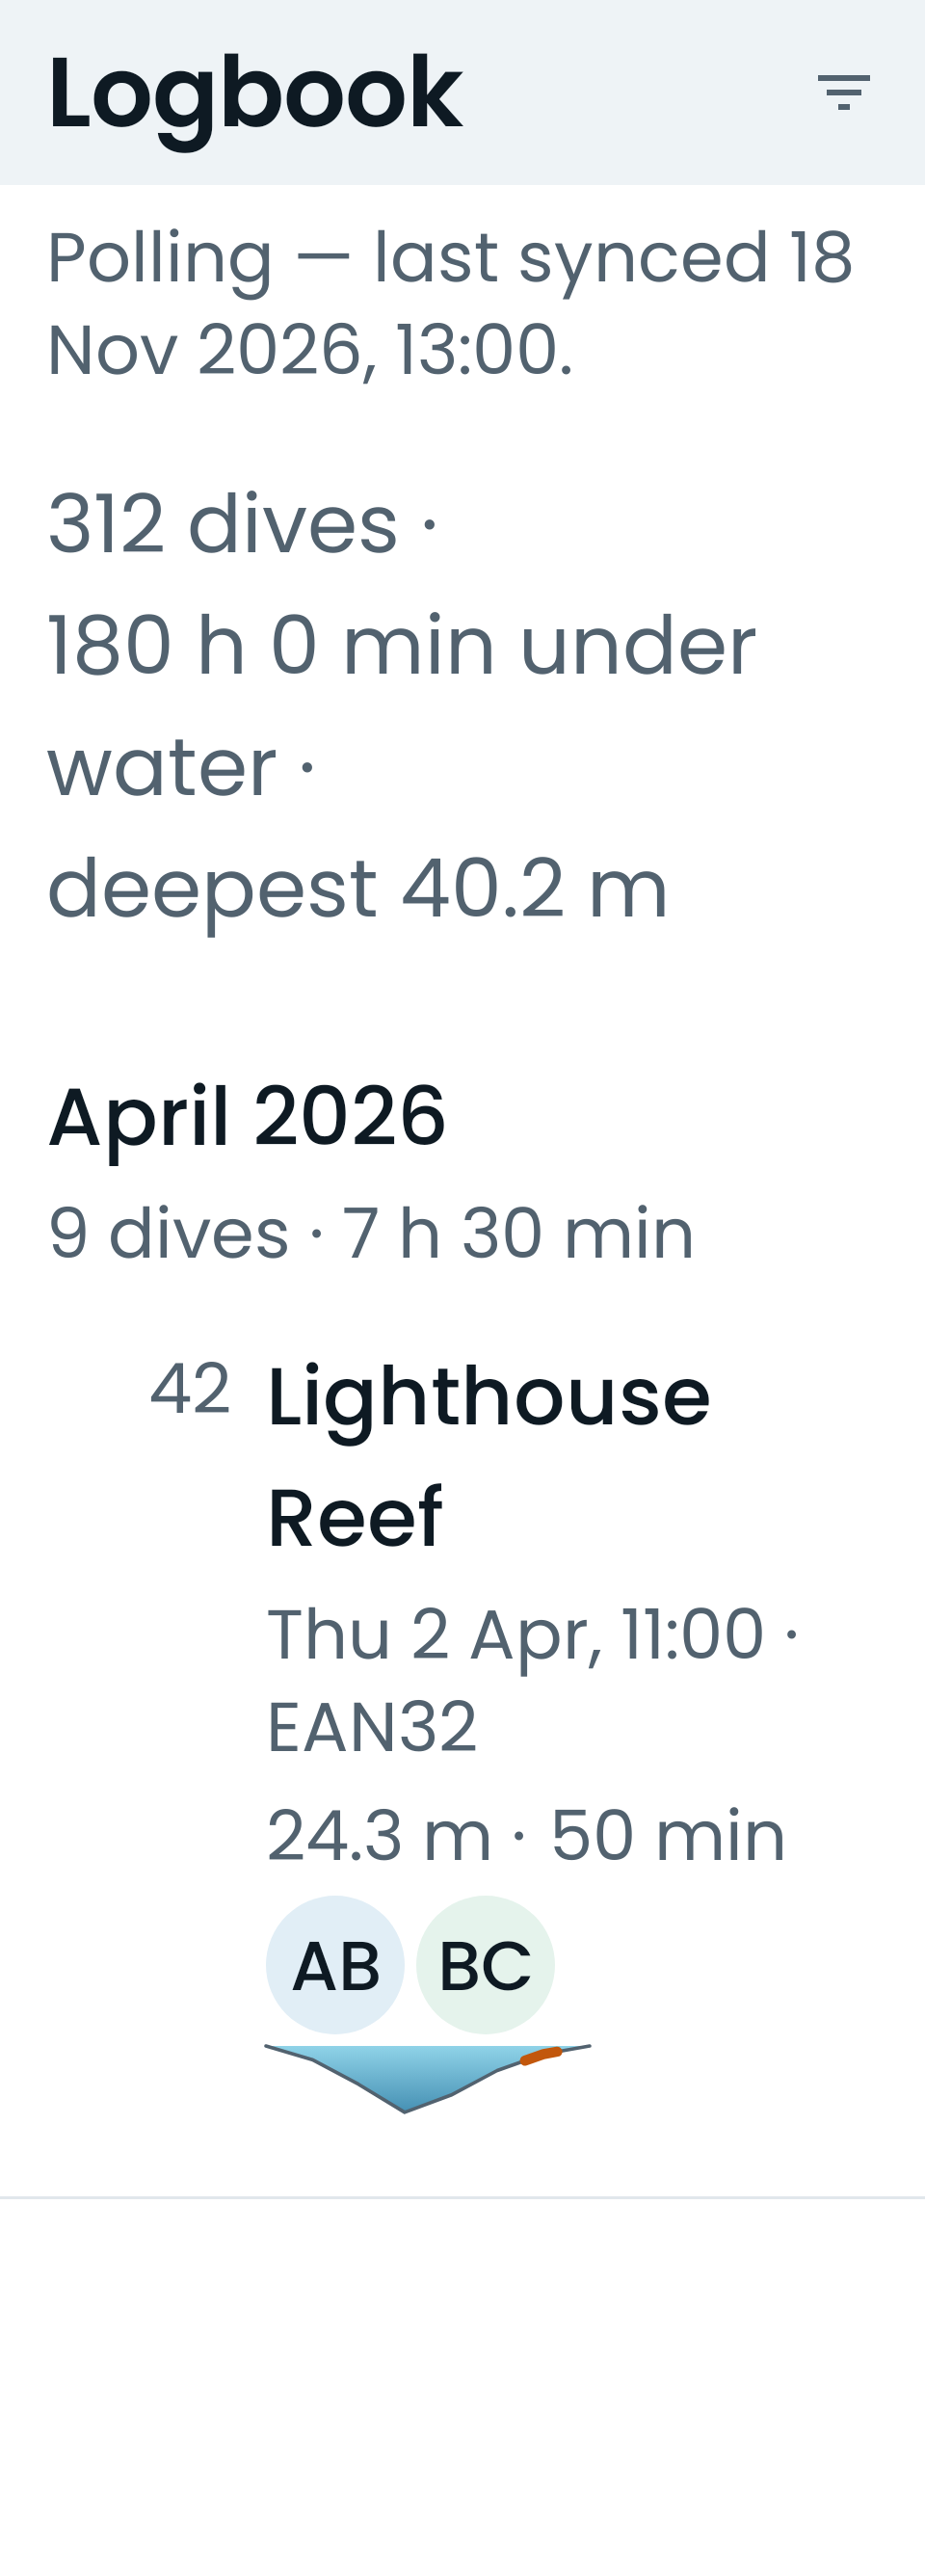 Logbook
Polling — last synced 18
Nov 2026, 13:00.
312 dives ·
180 h 0 min under
water ·
deepest 40.2 m
April 2026
9 dives · 7 h 30 min
42
Lighthouse
Reef
Thu 2 Apr, 11:00 ·
EAN32
24.3 m · 50 min
AB BC